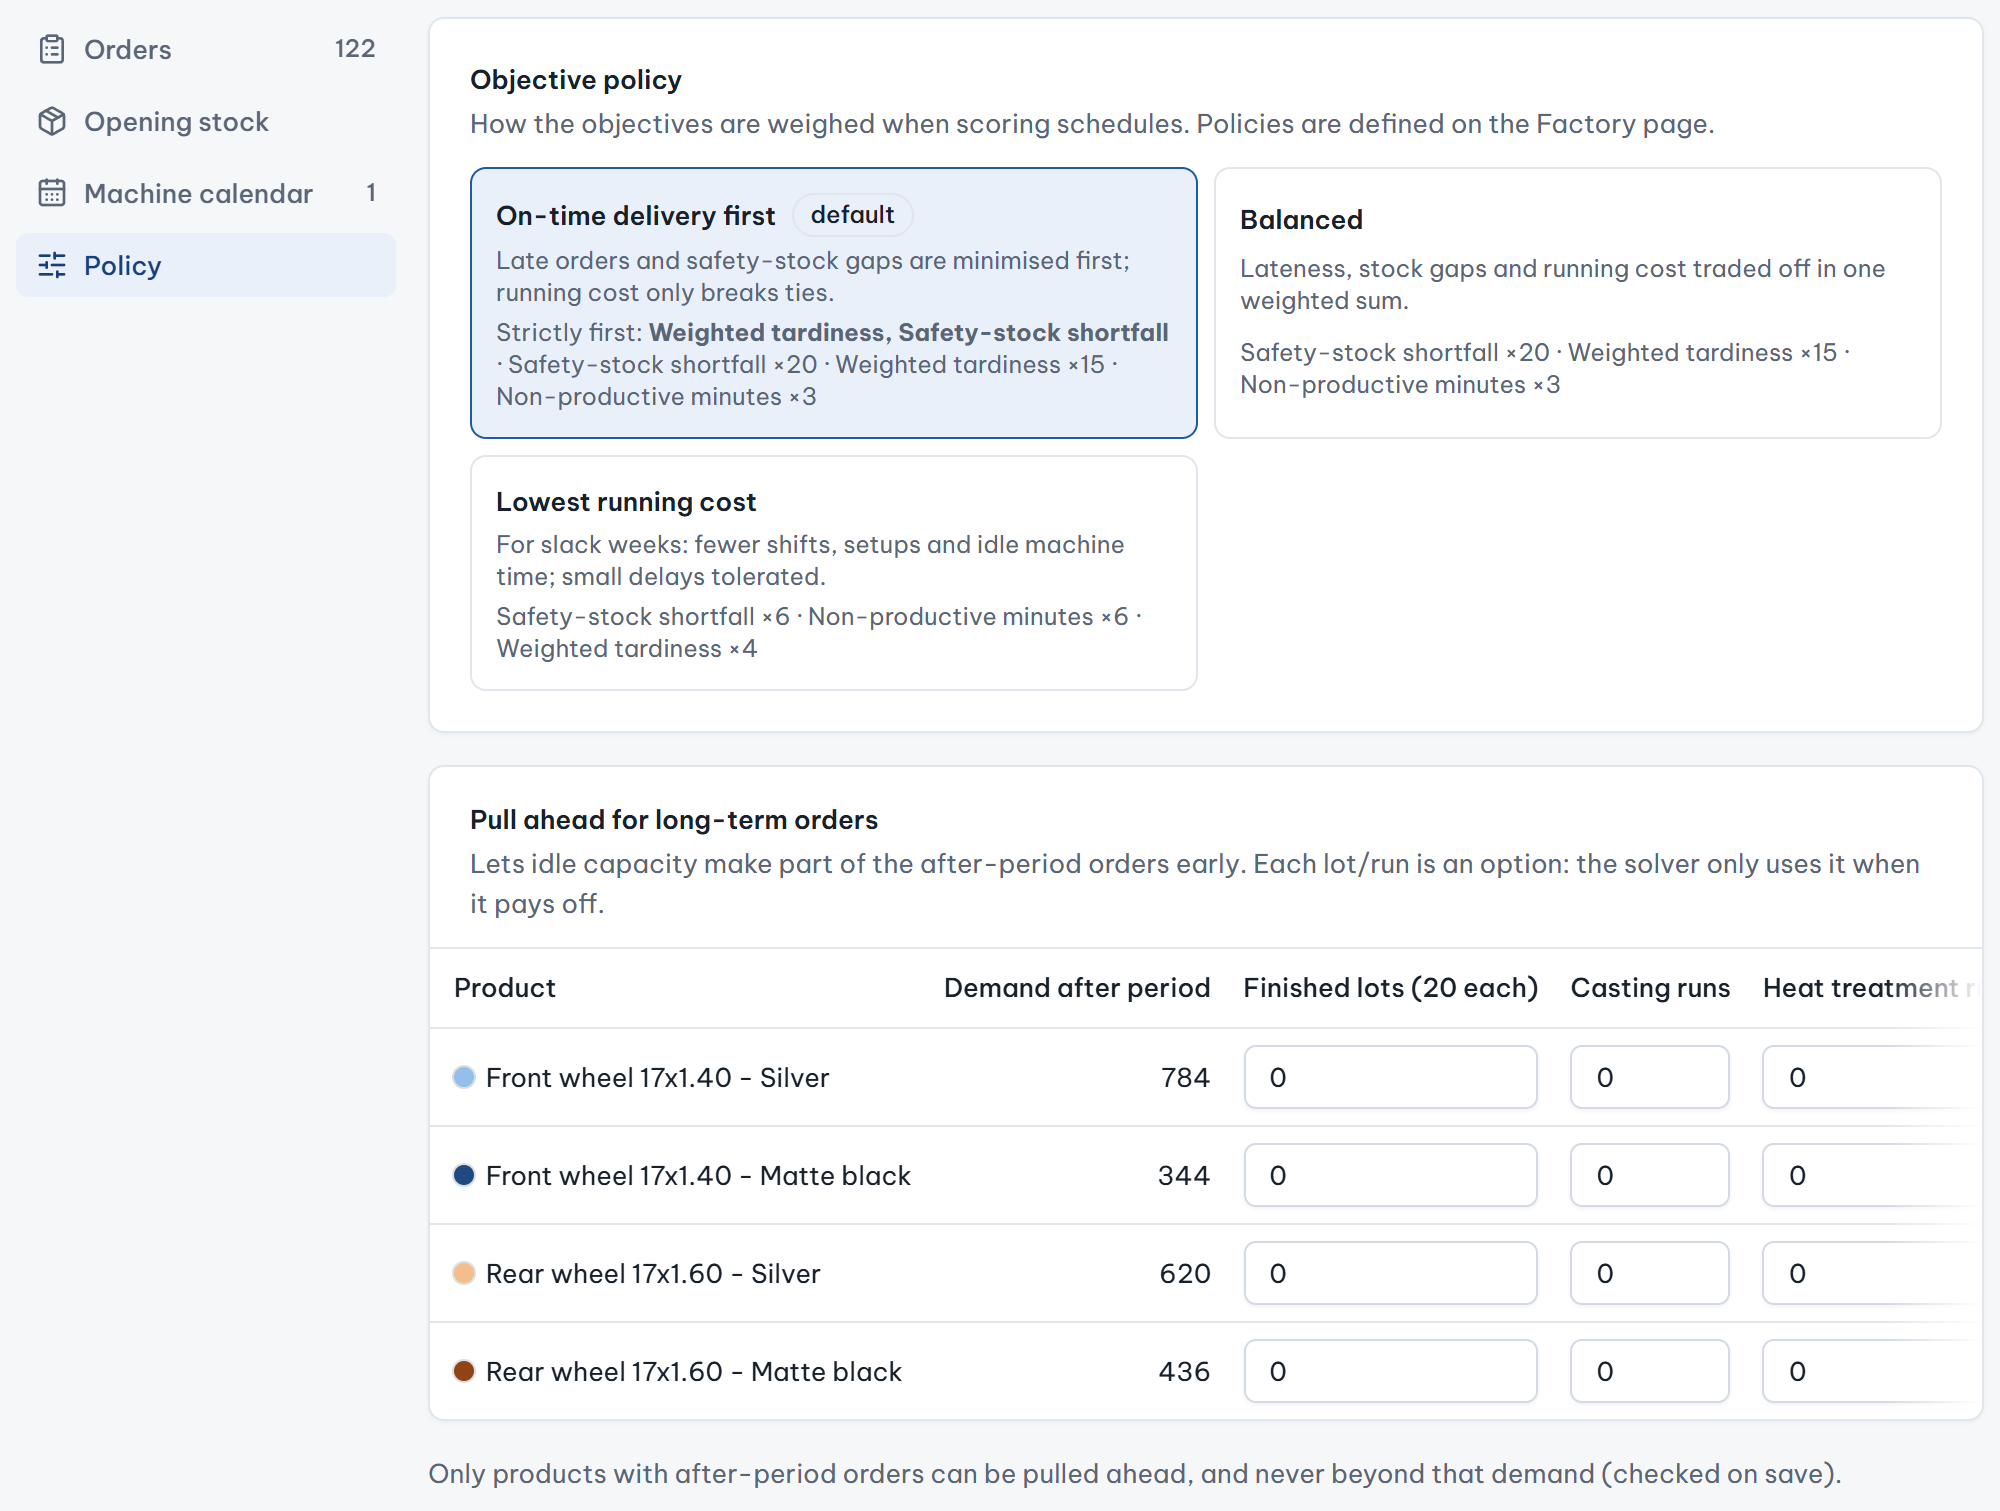 Orders 122
Opening stock
Machine calendar 1
Policy
Objective policy
How the objectives are weighed when scoring schedules. Policies are defined on the Factory page.
On-time delivery first default
Late orders and safety-stock gaps are minimised first;
running cost only breaks ties.
Strictly first: Weighted tardiness, Safety-stock shortfall
· Safety-stock shortfall ×20 · Weighted tardiness ×15 ·
Non-productive minutes ×3
Balanced
Lateness, stock gaps and running cost traded off in one
weighted sum.
Safety-stock shortfall ×20 · Weighted tardiness ×15 ·
Non-productive minutes ×3
Lowest running cost
For slack weeks: fewer shifts, setups and idle machine
time; small delays tolerated.
Safety-stock shortfall ×6 · Non-productive minutes ×6 ·
Weighted tardiness ×4
Pull ahead for long-term orders
Lets idle capacity make part of the after-period orders early. Each lot/run is an option: the solver only uses it when
it pays off.
Product Demand after period Finished lots (20 each) Casting runs Heat treatment
Front wheel 17x1.40 - Silver 784 0 0 0
Front wheel 17x1.40 - Matte black 344 0 0 0
Rear wheel 17x1.60 - Silver 620 0 0 0
Rear wheel 17x1.60 - Matte black 436 0 0 0
Only products with after-period orders can be pulled ahead, and never beyond that demand (checked on save).